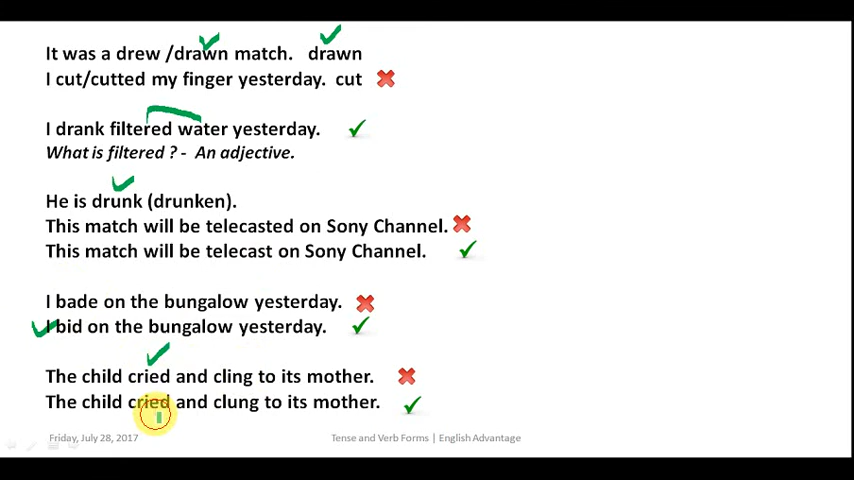 It was a drew /drawn match. drawn
I cut/cutted my finger yesterday. cut
I drank filtered water yesterday.
What is filtered ? - An adjective.
He is drunk (drunken).
This match will be telecasted on Sony Channel.
This match will be telecast on Sony Channel.
I bade on the bungalow yesterday.
I bid on the bungalow yesterday.
The child cried and cling to its mother.
The child cried and clung to its mother.
Friday, July 28, 2017 Tense and Verb Forms | English Advantage